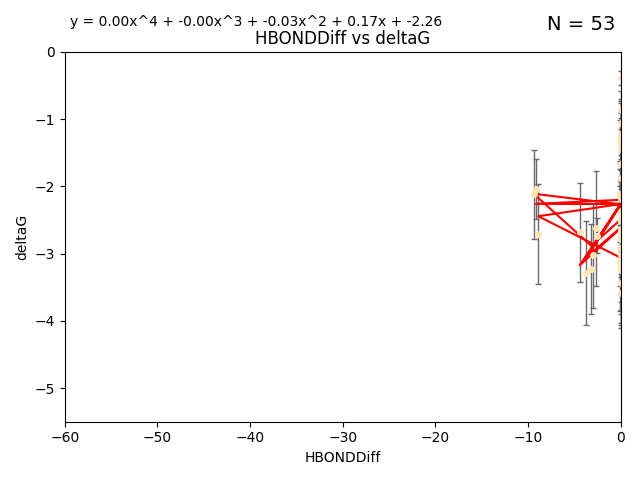 y = 0.00x^4 + -0.00x^3 + -0.03x^2 + 0.17x + -2.26
N = 53
HBONDDiff vs deltaG
0
−1
−2
−3
−4
−5
deltaG
−60 −50 −40 −30 −20 −10 0
HBONDDiff